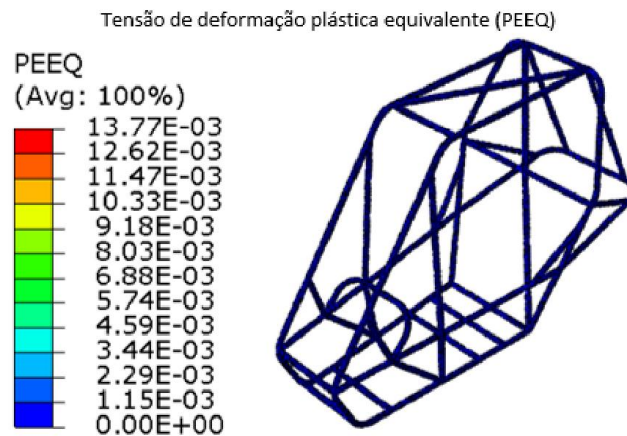 Tensão de deformação plástica equivalente (PEEQ)
PEEQ
(Avg: 100%)
13.77E-03
12.62E-03
11.47E-03
10.33E-03
9.18E-03
8.03E-03
6.88E-03
5.74E-03
4.59E-03
3.44E-03
2.29E-03
1.15E-03
0.00E+00